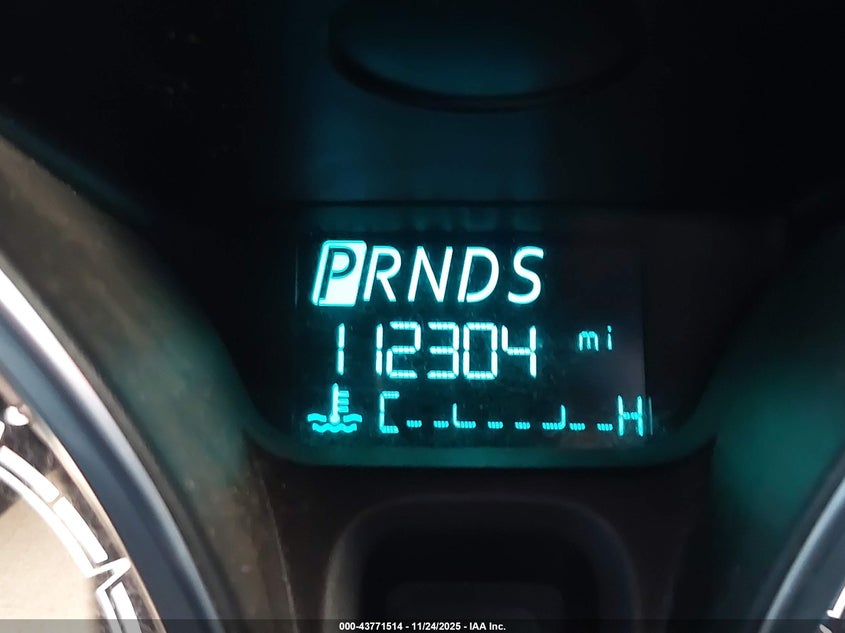 PRNDS
112304 mi
C H
000-43771514 - 11/24/2025 - IAA Inc.